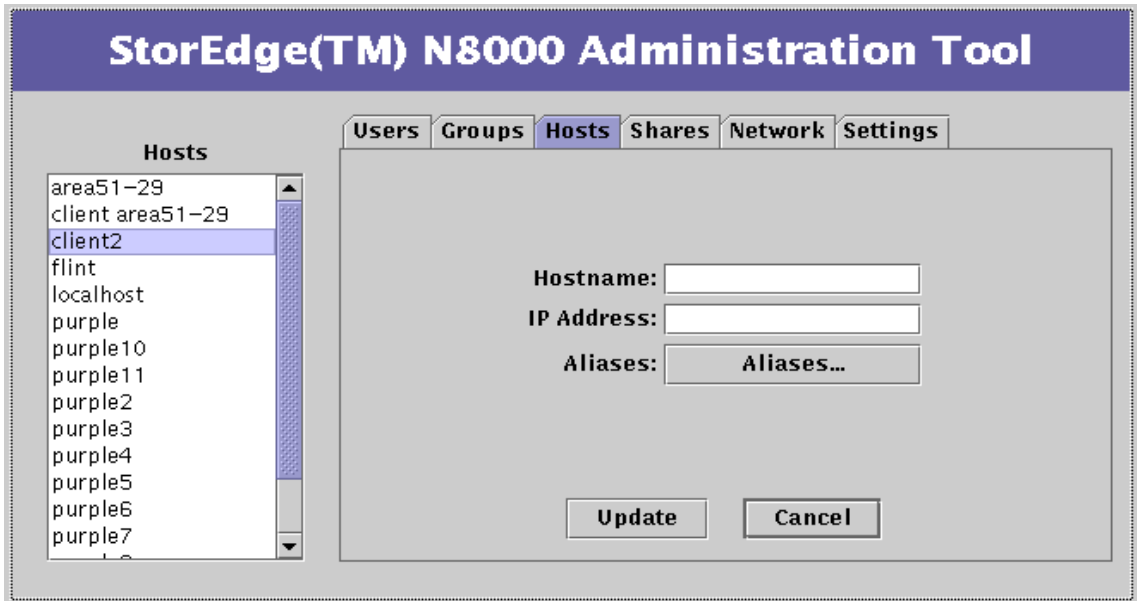 StorEdge(TM) N8000 Administration Tool
Users Groups Hosts Shares Network Settings
Hosts
area51-29
client area51-29
client2
flint
localhost
purple
purple10
purple11
purple2
purple3
purple4
purple5
purple6
purple7
Hostname:
IP Address:
Aliases: Aliases...
Update Cancel